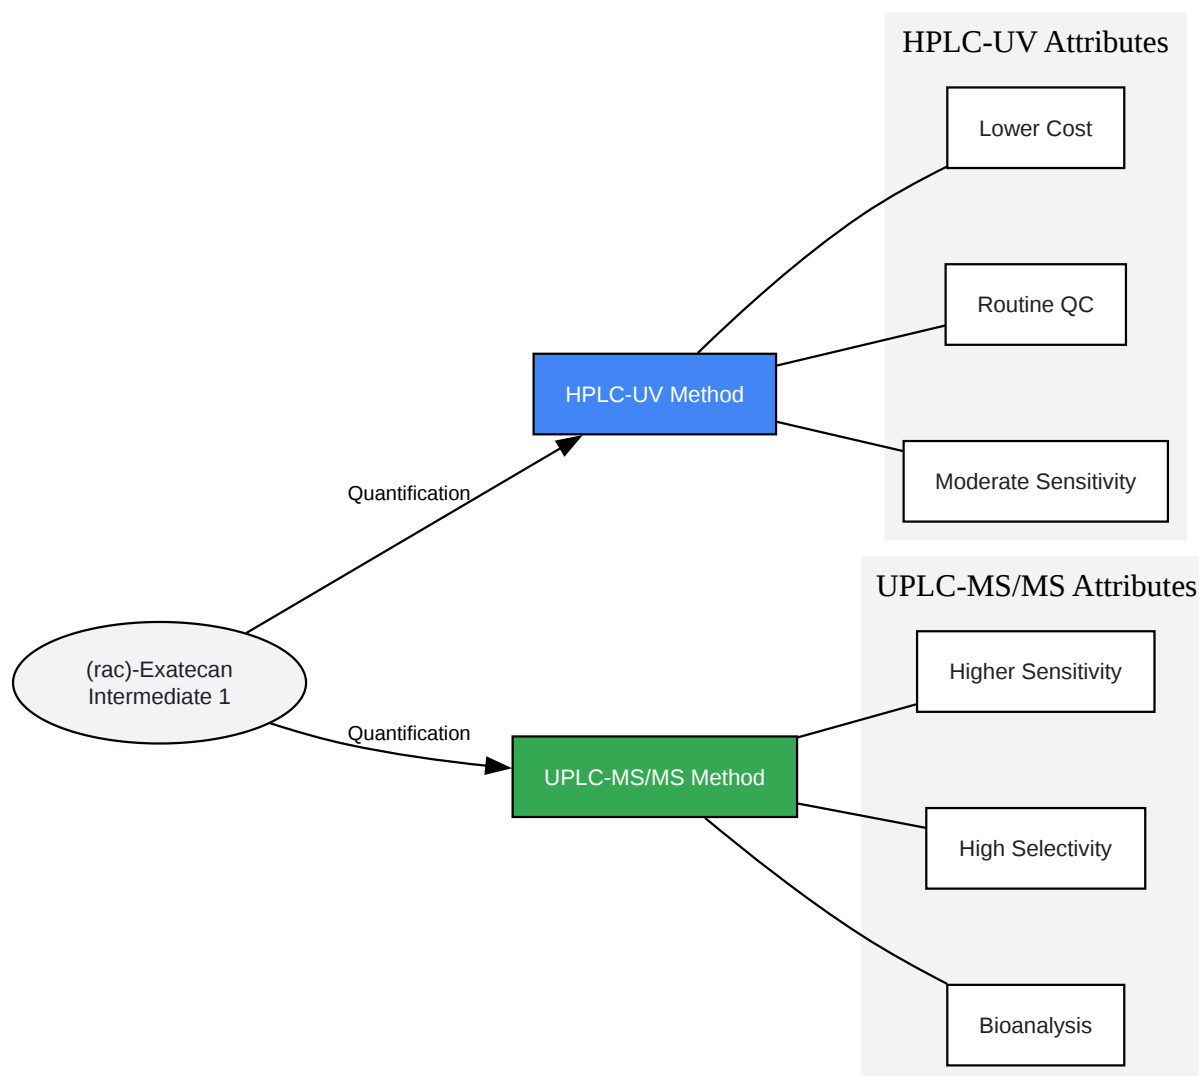 HPLC-UV Attributes
Lower Cost
Routine QC
HPLC-UV Method
Moderate Sensitivity
Quantification
UPLC-MS/MS Attributes
Higher Sensitivity
(rac)-Exatecan
Intermediate 1
Quantification
UPLC-MS/MS Method
High Selectivity
Bioanalysis